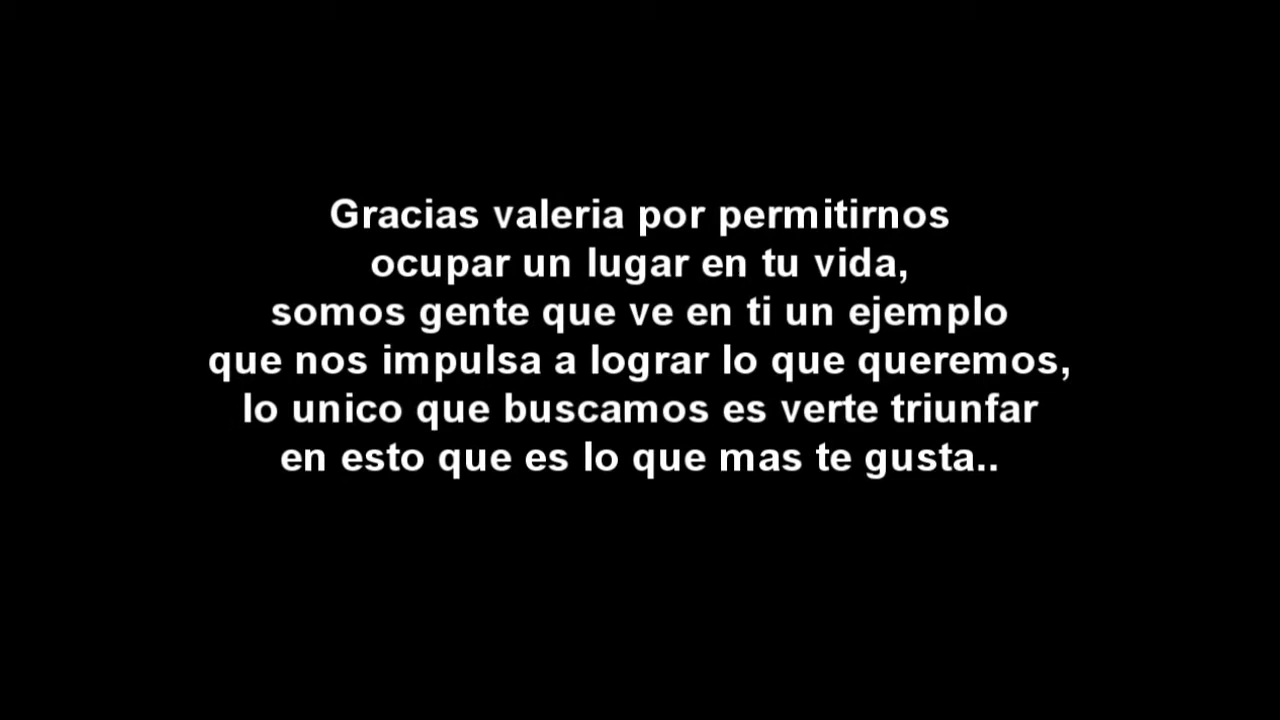 Gracias valeria por permitirnos
ocupar un lugar en tu vida,
somos gente que ve en ti un ejemplo
que nos impulsa a lograr lo que queremos,
lo unico que buscamos es verte triunfar
en esto que es lo que mas te gusta..